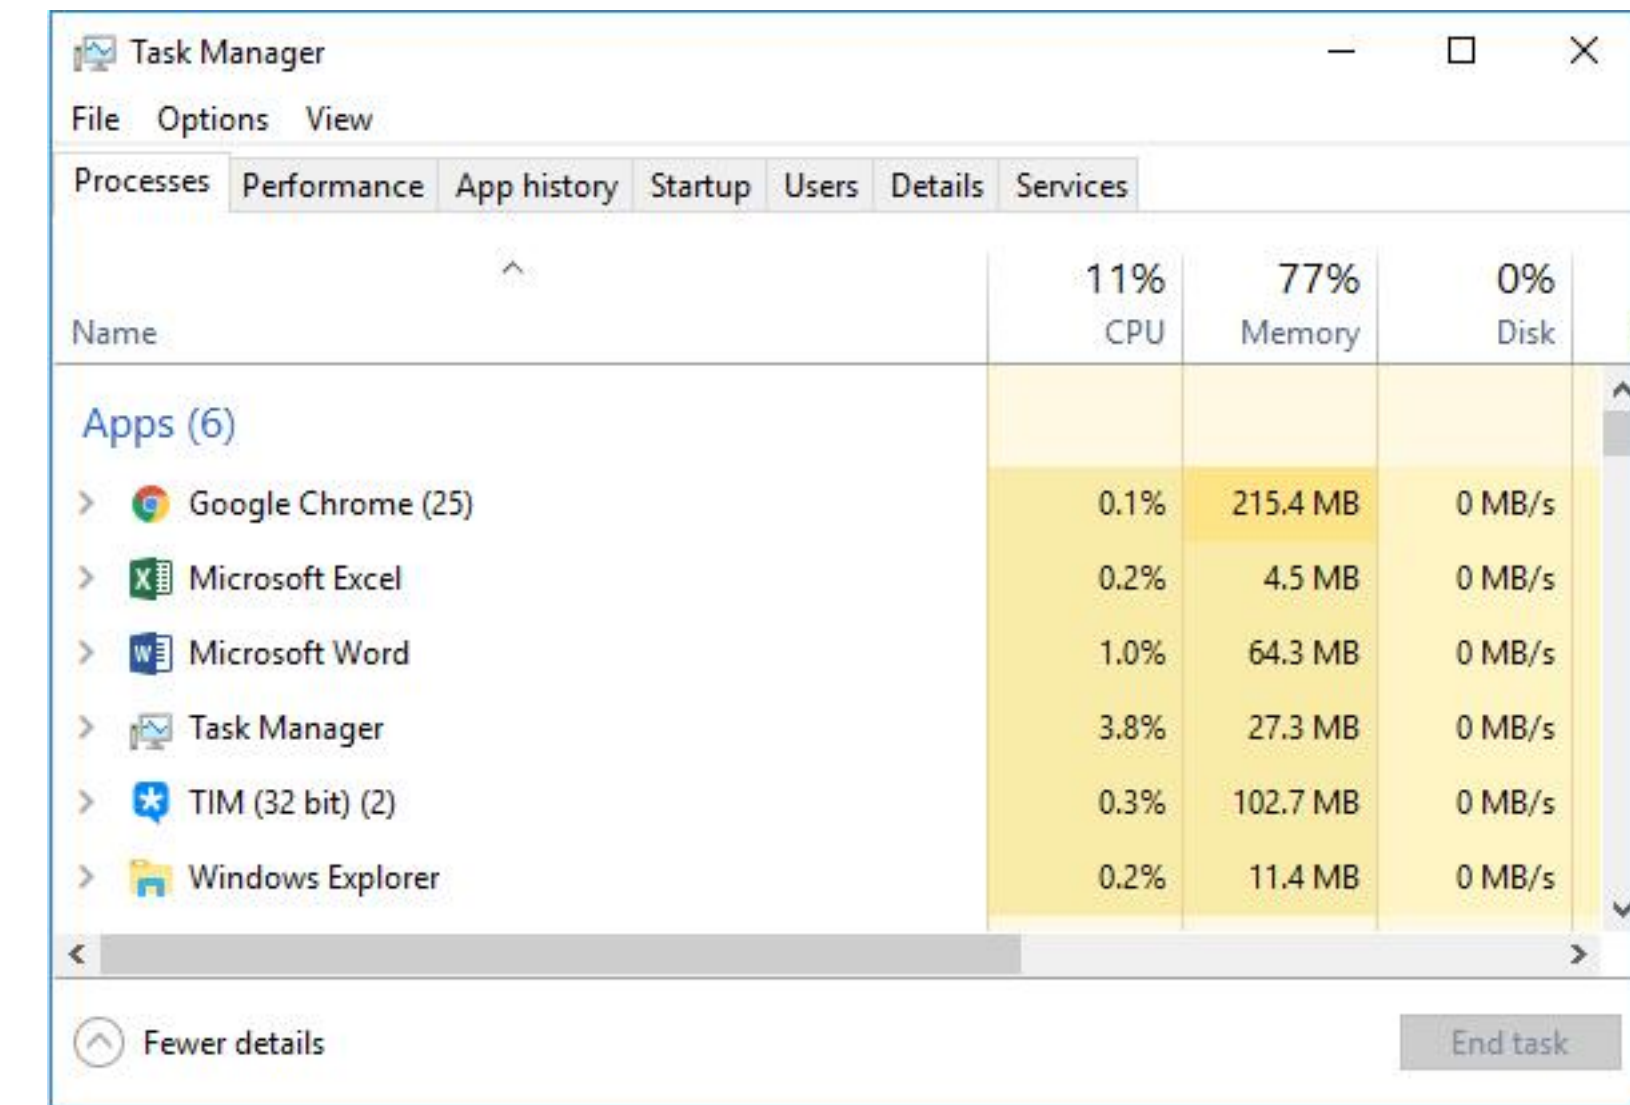 Task Manager
File Options View
Processes Performance App history Startup Users Details Services
11% 77% 0%
Name CPU Memory Disk
Apps (6)
Google Chrome (25) 0.1% 215.4 MB 0 MB/s
Microsoft Excel 0.2% 4.5 MB 0 MB/s
Microsoft Word 1.0% 64.3 MB 0 MB/s
Task Manager 3.8% 27.3 MB 0 MB/s
TIM (32 bit) (2) 0.3% 102.7 MB 0 MB/s
Windows Explorer 0.2% 11.4 MB 0 MB/s
Fewer details End task